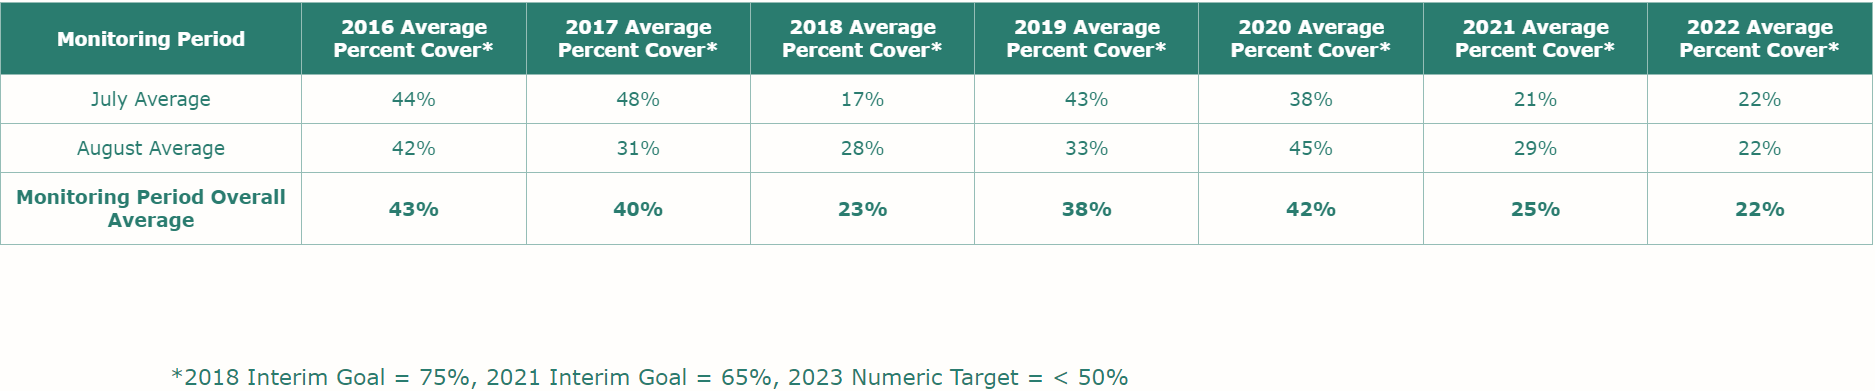 Monitoring Period
2016 Average
Percent Cover*
2017 Average
Percent Cover*
2018 Average
Percent Cover*
2019 Average
Percent Cover*
2020 Average
Percent Cover*
2021 Average
Percent Cover*
2022 Average
Percent Cover*
July Average 44% 48% 17% 43% 38% 21% 22%
August Average 42% 31% 28% 33% 45% 29% 22%
Monitoring Period Overall
Average
43% 40% 23% 38% 42% 25% 22%
*2018 Interim Goal = 75%, 2021 Interim Goal = 65%, 2023 Numeric Target = < 50%